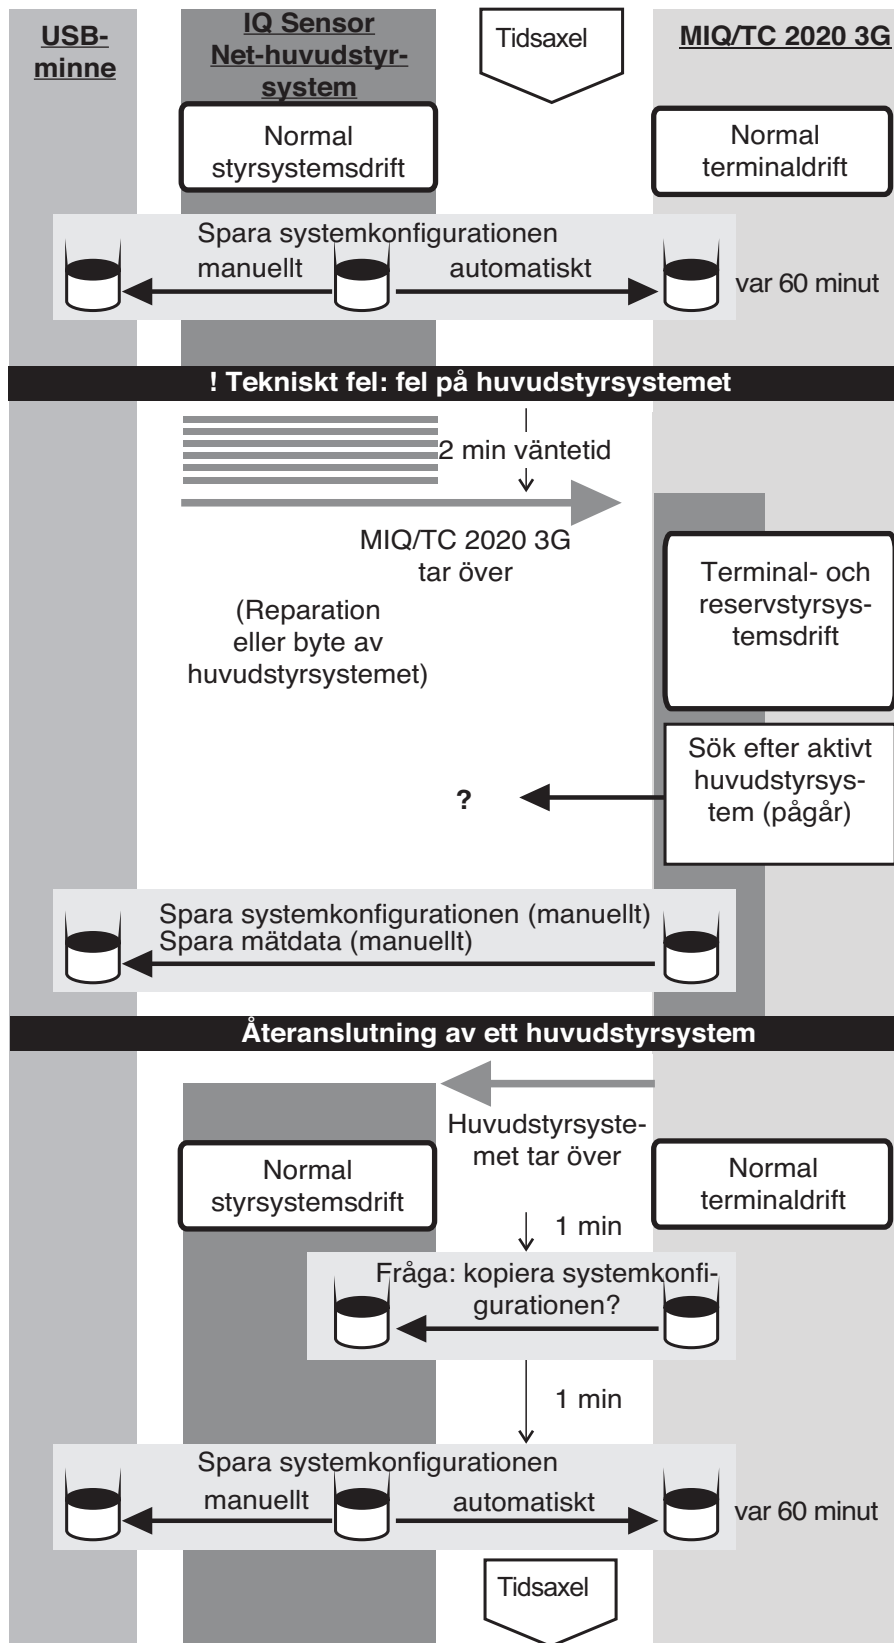 USB-
minne
IQ Sensor
Net-huvudstyr-
system
Tidsaxel
MIQ/TC 2020 3G
Normal
styrsystemsdrift
Normal
terminaldrift
Spara systemkonfigurationen
manuellt
automatiskt
var 60 minut
! Tekniskt fel: fel på huvudstyrsystemet
2 min väntetid
MIQ/TC 2020 3G
tar över
(Reparation
eller byte av
huvudstyrsystemet)
Terminal- och
reservstyrsys-
temsdrift
Sök efter aktivt
huvudstyrsys-
tem (pågår)
?
Spara systemkonfigurationen (manuellt)
Spara mätdata (manuellt)
Återanslutning av ett huvudstyrsystem
Huvudstyrsyste-
met tar över
Normal
styrsystemsdrift
Normal
terminaldrift
1 min
Fråga: kopiera systemkonfi-
gurationen?
1 min
Spara systemkonfigurationen
manuellt
automatiskt
var 60 minut
Tidsaxel